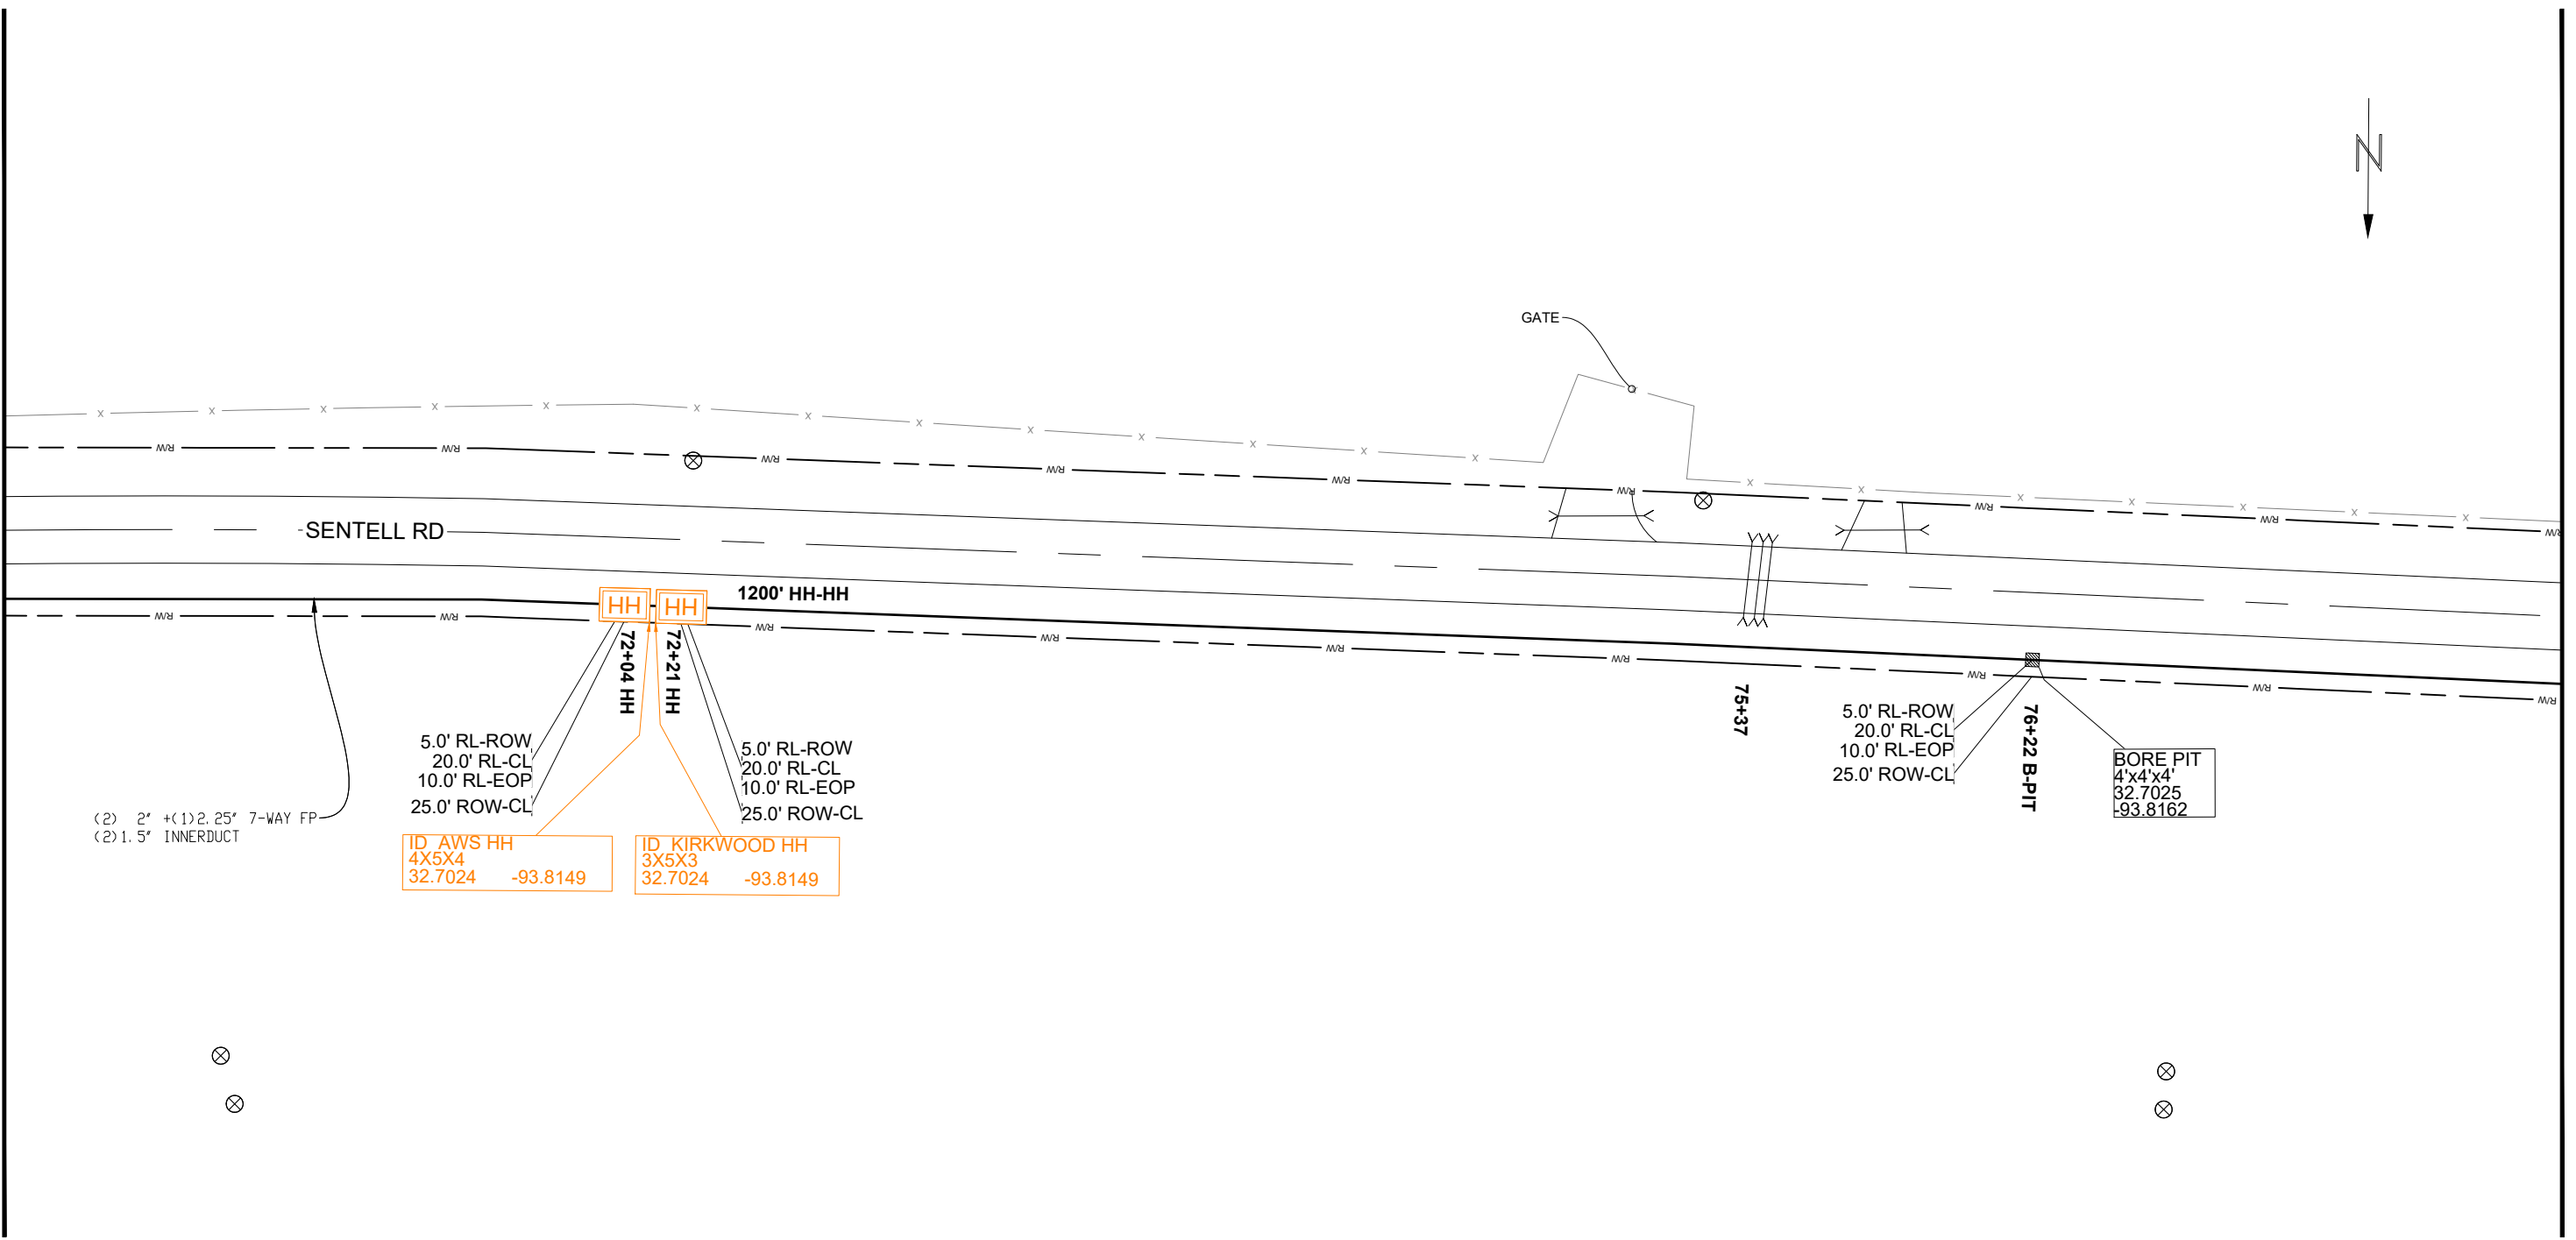 N
GATE
X X X X X X X X X X X X X X X X X X X X X
R/W R/W R/W R/W R/W R/W R/W R/W R/W
SENTELL RD
HH
HH
1200' HH-HH
R/W R/W R/W R/W R/W R/W R/W R/W R/W
72+04 HH
72+21 HH
75+37
76+22 B-PIT
5.0' RL-ROW
20.0' RL-CL
10.0' RL-EOP
25.0' ROW-CL
5.0' RL-ROW
20.0' RL-CL
10.0' RL-EOP
25.0' ROW-CL
5.0' RL-ROW
20.0' RL-CL
10.0' RL-EOP
25.0' ROW-CL
BORE PIT
4'x4'x4'
32.7025
-93.8162
(2) 2" +(1)2.25" 7-WAY FP
(2)1.5" INNERDUCT
ID AWS HH
4X5X4
32.7024 -93.8149
ID KIRKWOOD HH
3X5X3
32.7024 -93.8149